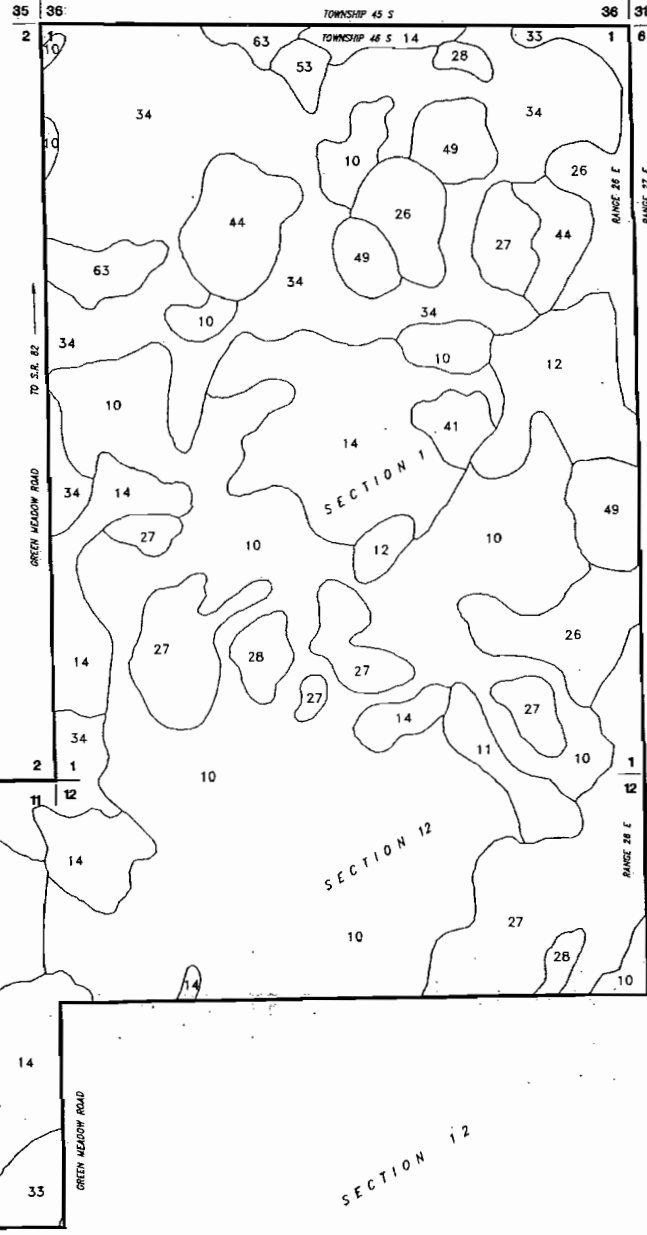 35 36 TOWNSHIP 45 S 36 31
2 1 TOWNSHIP 46 S 14 33 1 6
10 63 28
53
34 34
10 10 49 26
RANGE 26 E
RANGE 27 E
44 26 27 44
63 49
34
10 34
34 10 12
TO S.R. 82
10
14 41
SECTION 1
34 14 49
GREEN MEADOW ROAD
27 10 12 10
27 28 26
14 27
27 27
34 14 11 10
2 1 10 1
11 12 12
14 SECTION 12
RANGE 26 E
10 27
28
14 10
14
GREEN MEADOW ROAD
SECTION 12
33